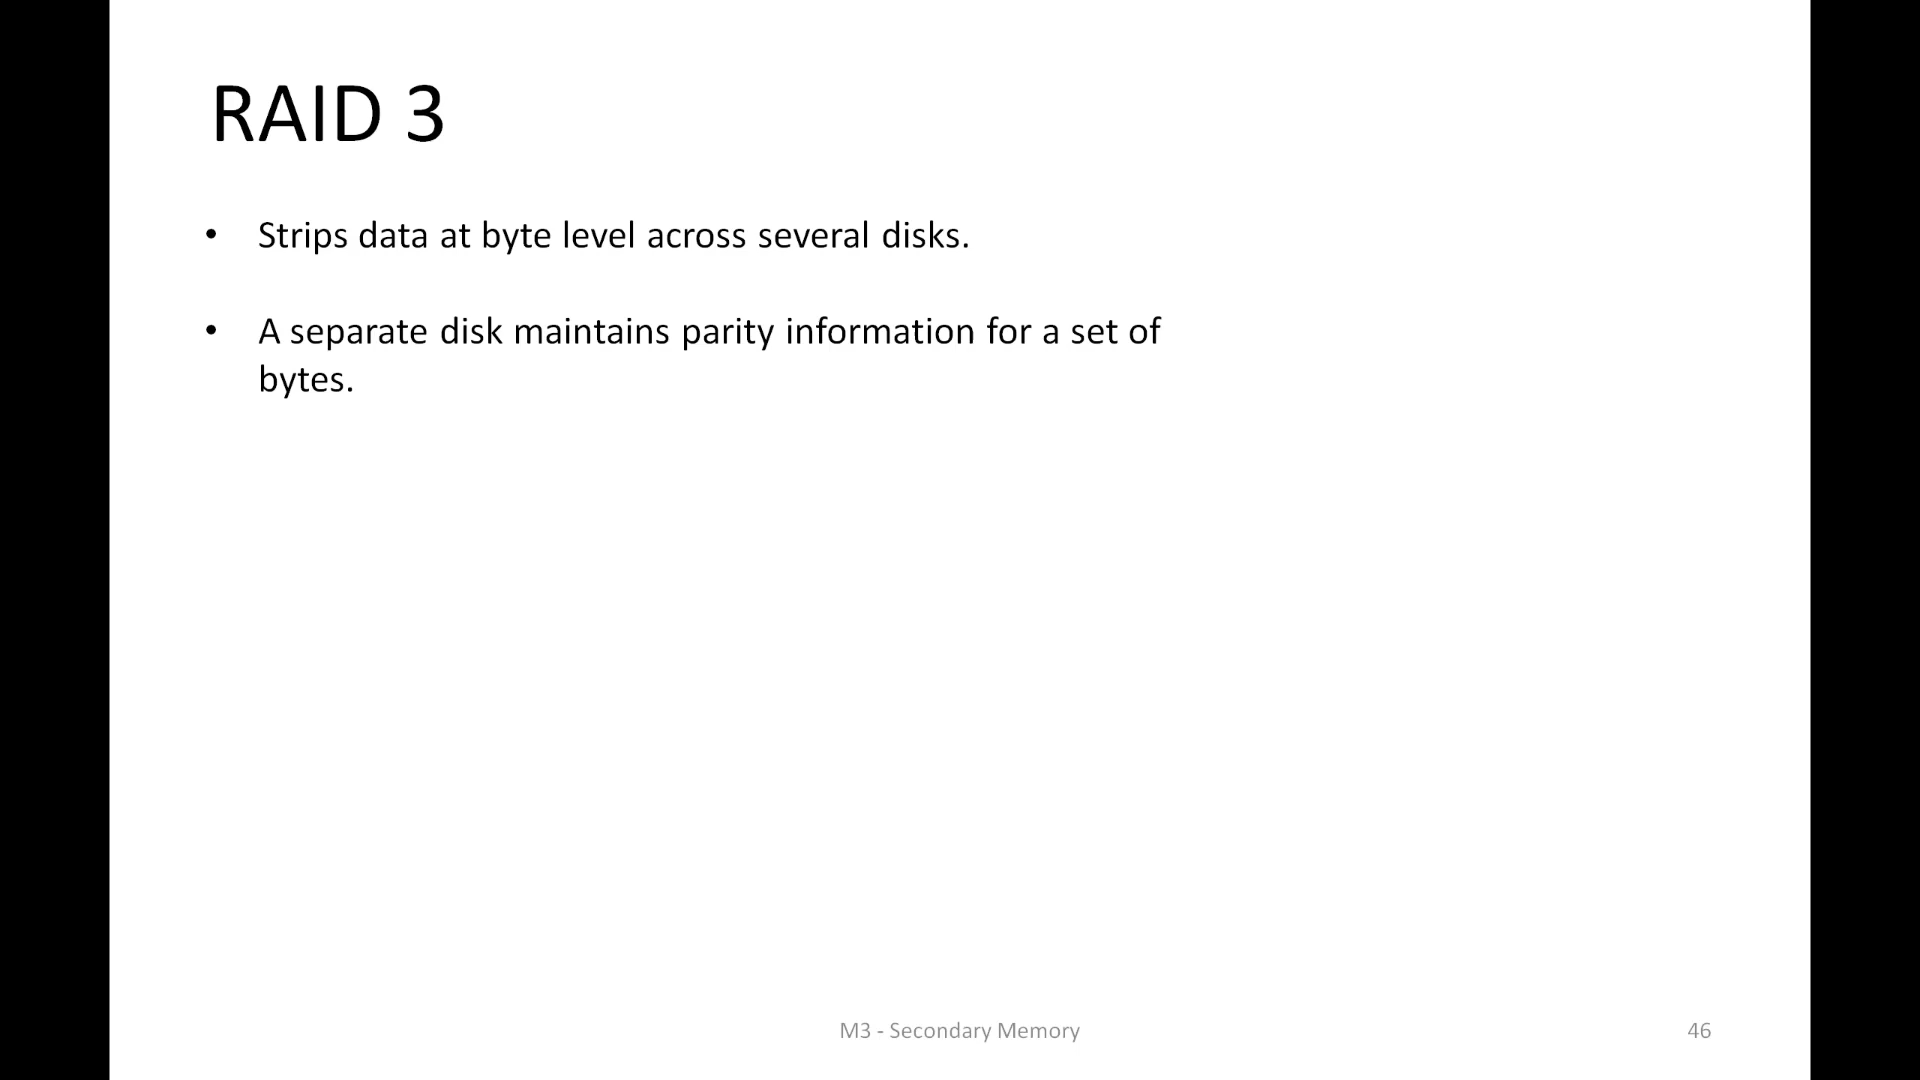 RAID 3
• Strips data at byte level across several disks.
• A separate disk maintains parity information for a set of
bytes.
M3 - Secondary Memory
46